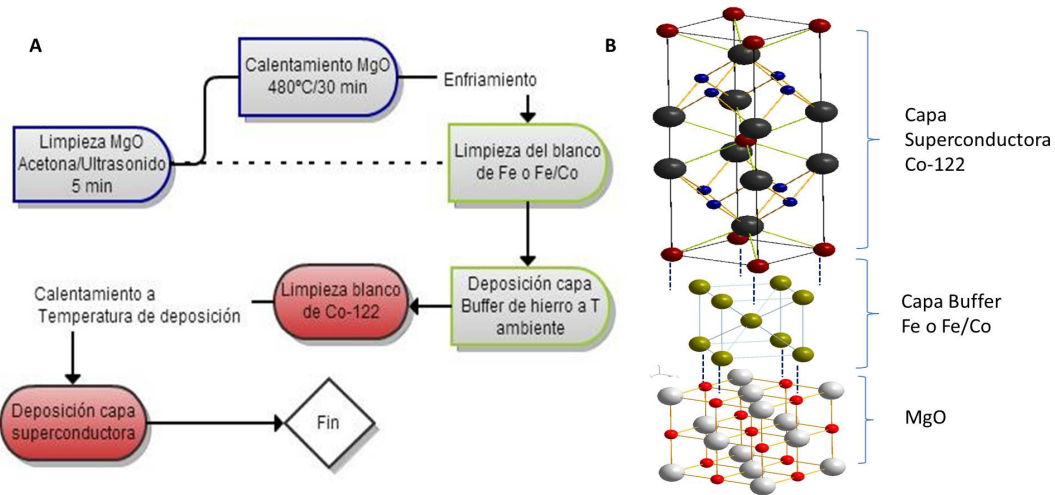 A
Calentamiento MgO
480ºC/30 min
Enfriamiento
Limpieza MgO
Acetona/Ultrasonido
5 min
Limpieza del blanco
de Fe o Fe/Co
Deposición capa
Buffer de hierro a T
ambiente
Limpieza blanco
de Co-122
Calentamiento a
Temperatura de deposición
Deposición capa
superconductora
Fin
B
Capa
Superconductora
Co-122
Capa Buffer
Fe o Fe/Co
MgO